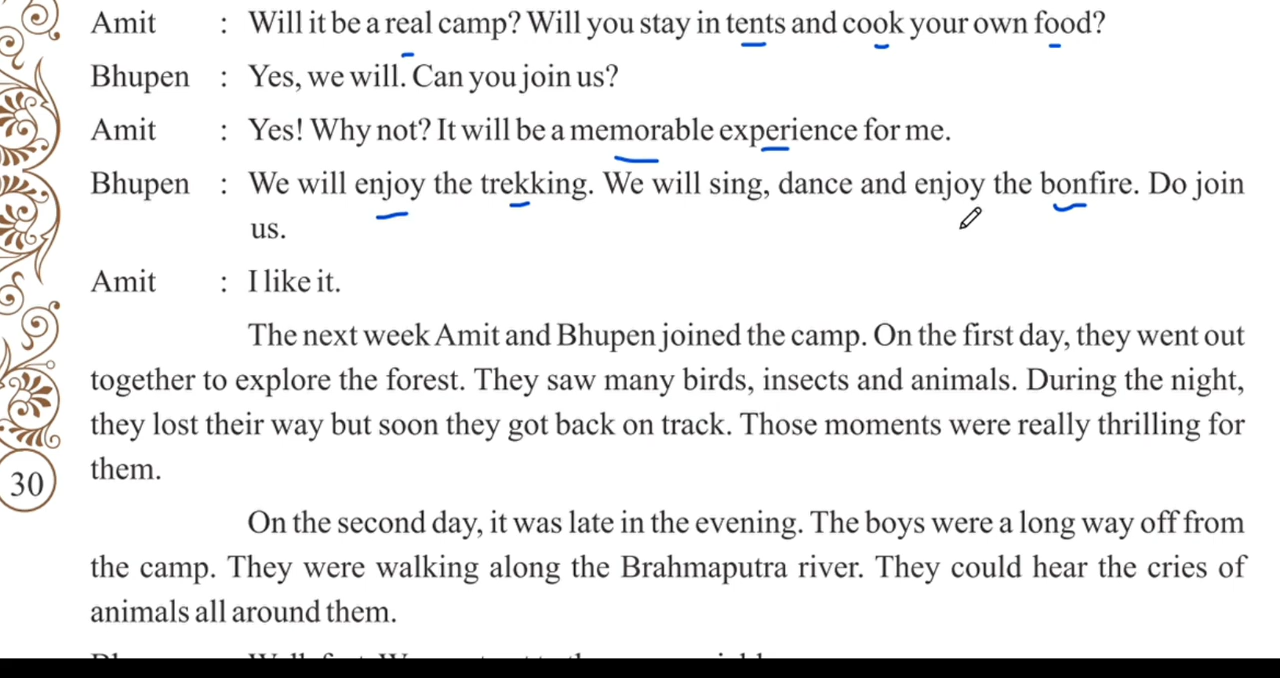 Amit : Will it be a real camp? Will you stay in tents and cook your own food?
Bhupen : Yes, we will. Can you join us?
Amit : Yes! Why not? It will be a memorable experience for me.
Bhupen : We will enjoy the trekking. We will sing, dance and enjoy the bonfire. Do join
us.
Amit : I like it.
The next week Amit and Bhupen joined the camp. On the first day, they went out
together to explore the forest. They saw many birds, insects and animals. During the night,
they lost their way but soon they got back on track. Those moments were really thrilling for
them.
30
On the second day, it was late in the evening. The boys were a long way off from
the camp. They were walking along the Brahmaputra river. They could hear the cries of
animals all around them.